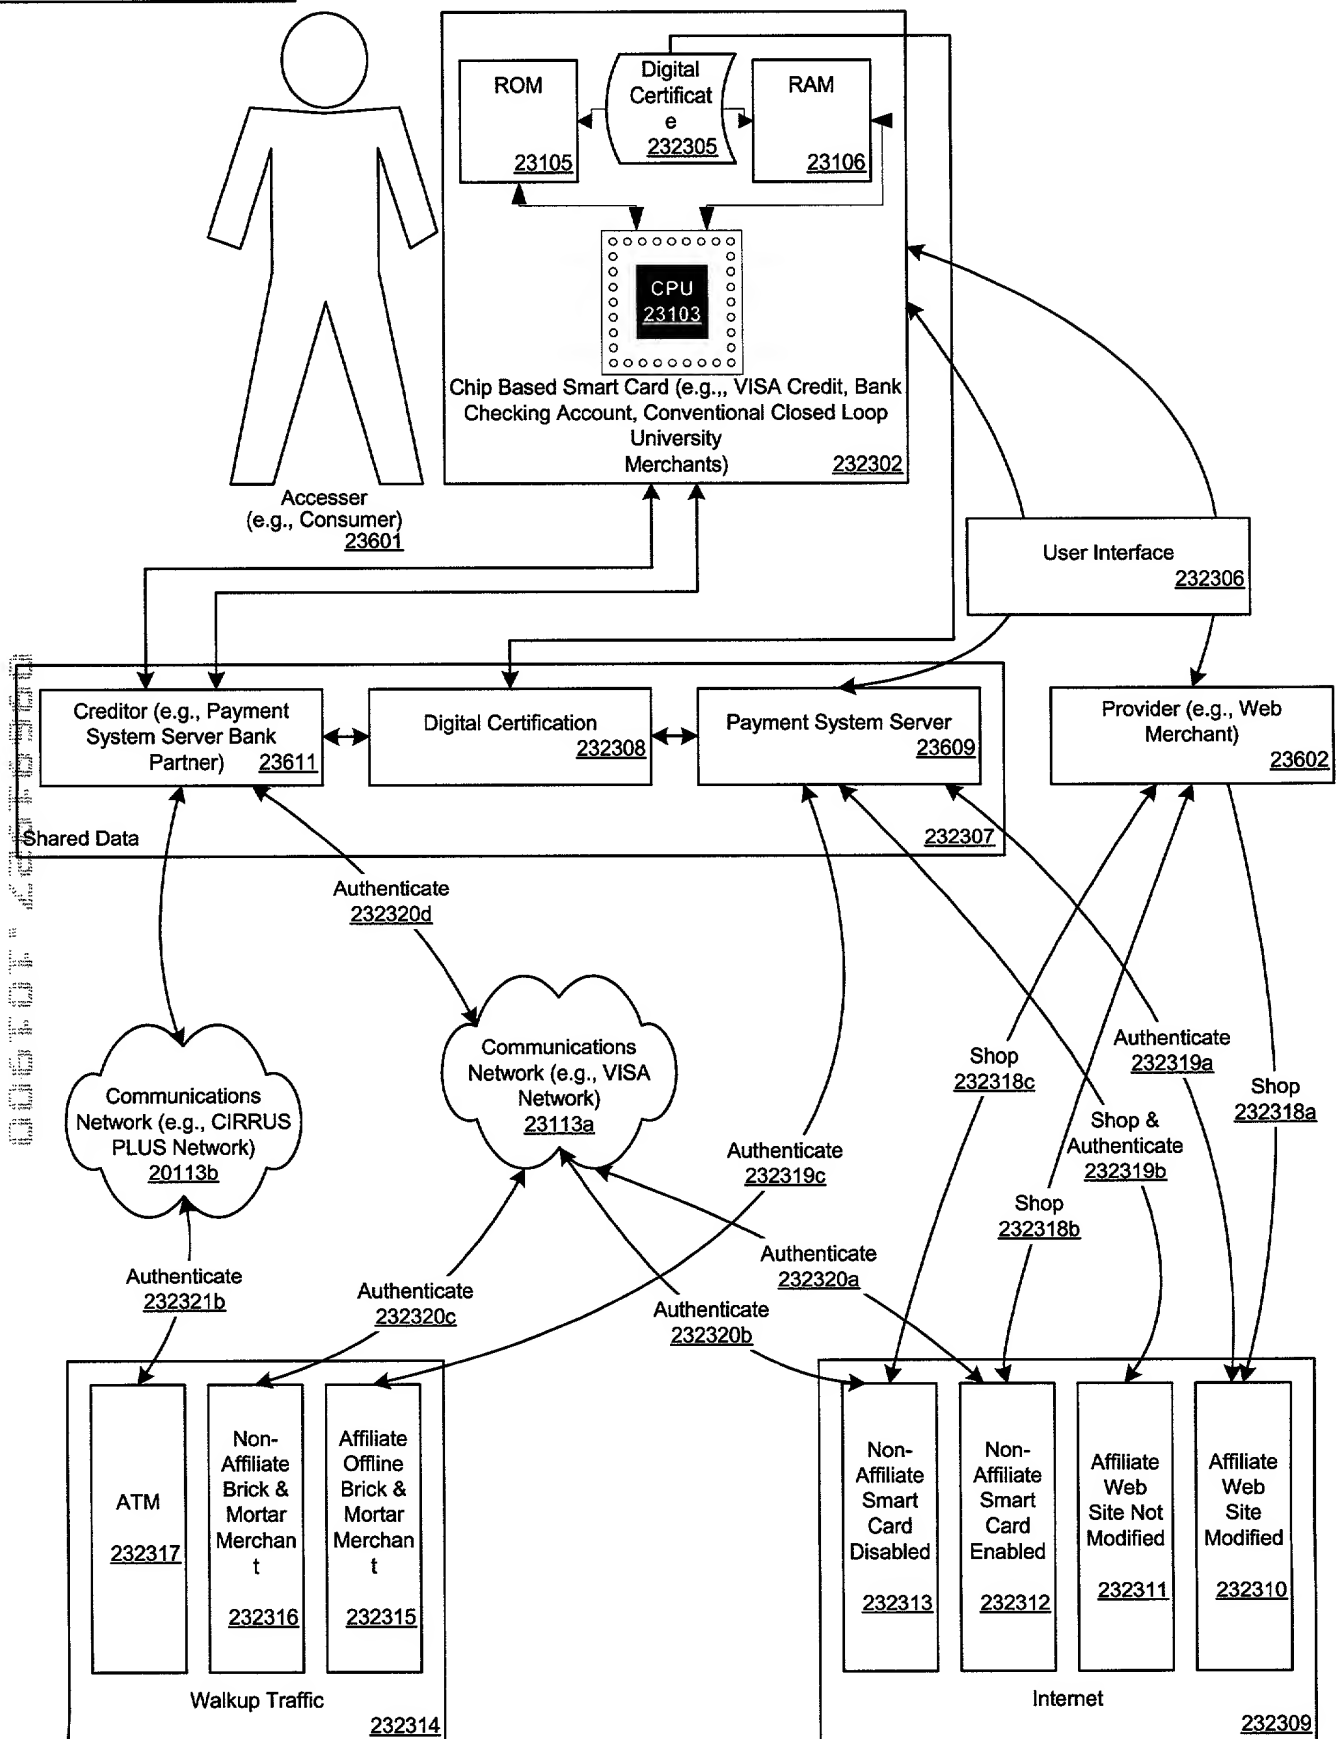 ROM
23105
Digital
Certificat
e
232305
RAM
23106
CPU
23103
Chip Based Smart Card (e.g.,, VISA Credit, Bank
Checking Account, Conventional Closed Loop
University
Merchants)
232302
Accesser
(e.g., Consumer)
23601
User Interface
232306
Creditor (e.g., Payment
System Server Bank
Partner)
23611
Digital Certification
232308
Payment System Server
23609
Provider (e.g., Web
Merchant)
23602
Shared Data
232307
Authenticate
232320d
Communications
Network (e.g., CIRRUS
PLUS Network)
20113b
Communications
Network (e.g., VISA
Network)
23113a
Shop
232318c
Authenticate
232319a
Shop
232318a
Shop &
Authenticate
232319b
Authenticate
232319c
Shop
232318b
Authenticate
232321b
Authenticate
232320c
Authenticate
232320a
Authenticate
232320b
ATM
232317
Non-
Affiliate
Brick &
Mortar
Merchan
t
232316
Affiliate
Offline
Brick &
Mortar
Merchan
t
232315
Walkup Traffic
232314
Non-
Affiliate
Smart
Card
Disabled
232313
Non-
Affiliate
Smart
Card
Enabled
232312
Affiliate
Web
Site Not
Modified
232311
Affiliate
Web
Site
Modified
232310
Internet
232309